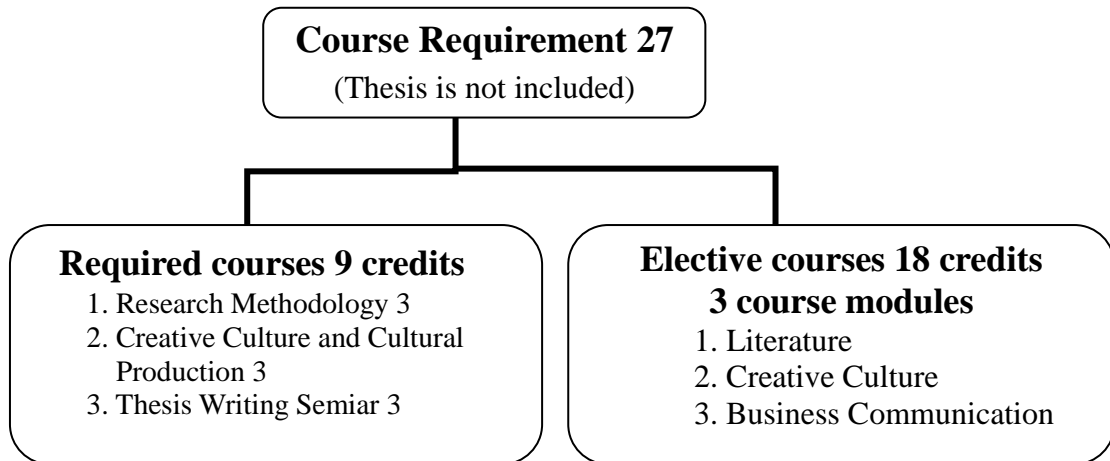 Course Requirement 27
(Thesis is not included)
Required courses 9 credits
1. Research Methodology 3
2. Creative Culture and Cultural
Production 3
3. Thesis Writing Semiar 3
Elective courses 18 credits
3 course modules
1. Literature
2. Creative Culture
3. Business Communication